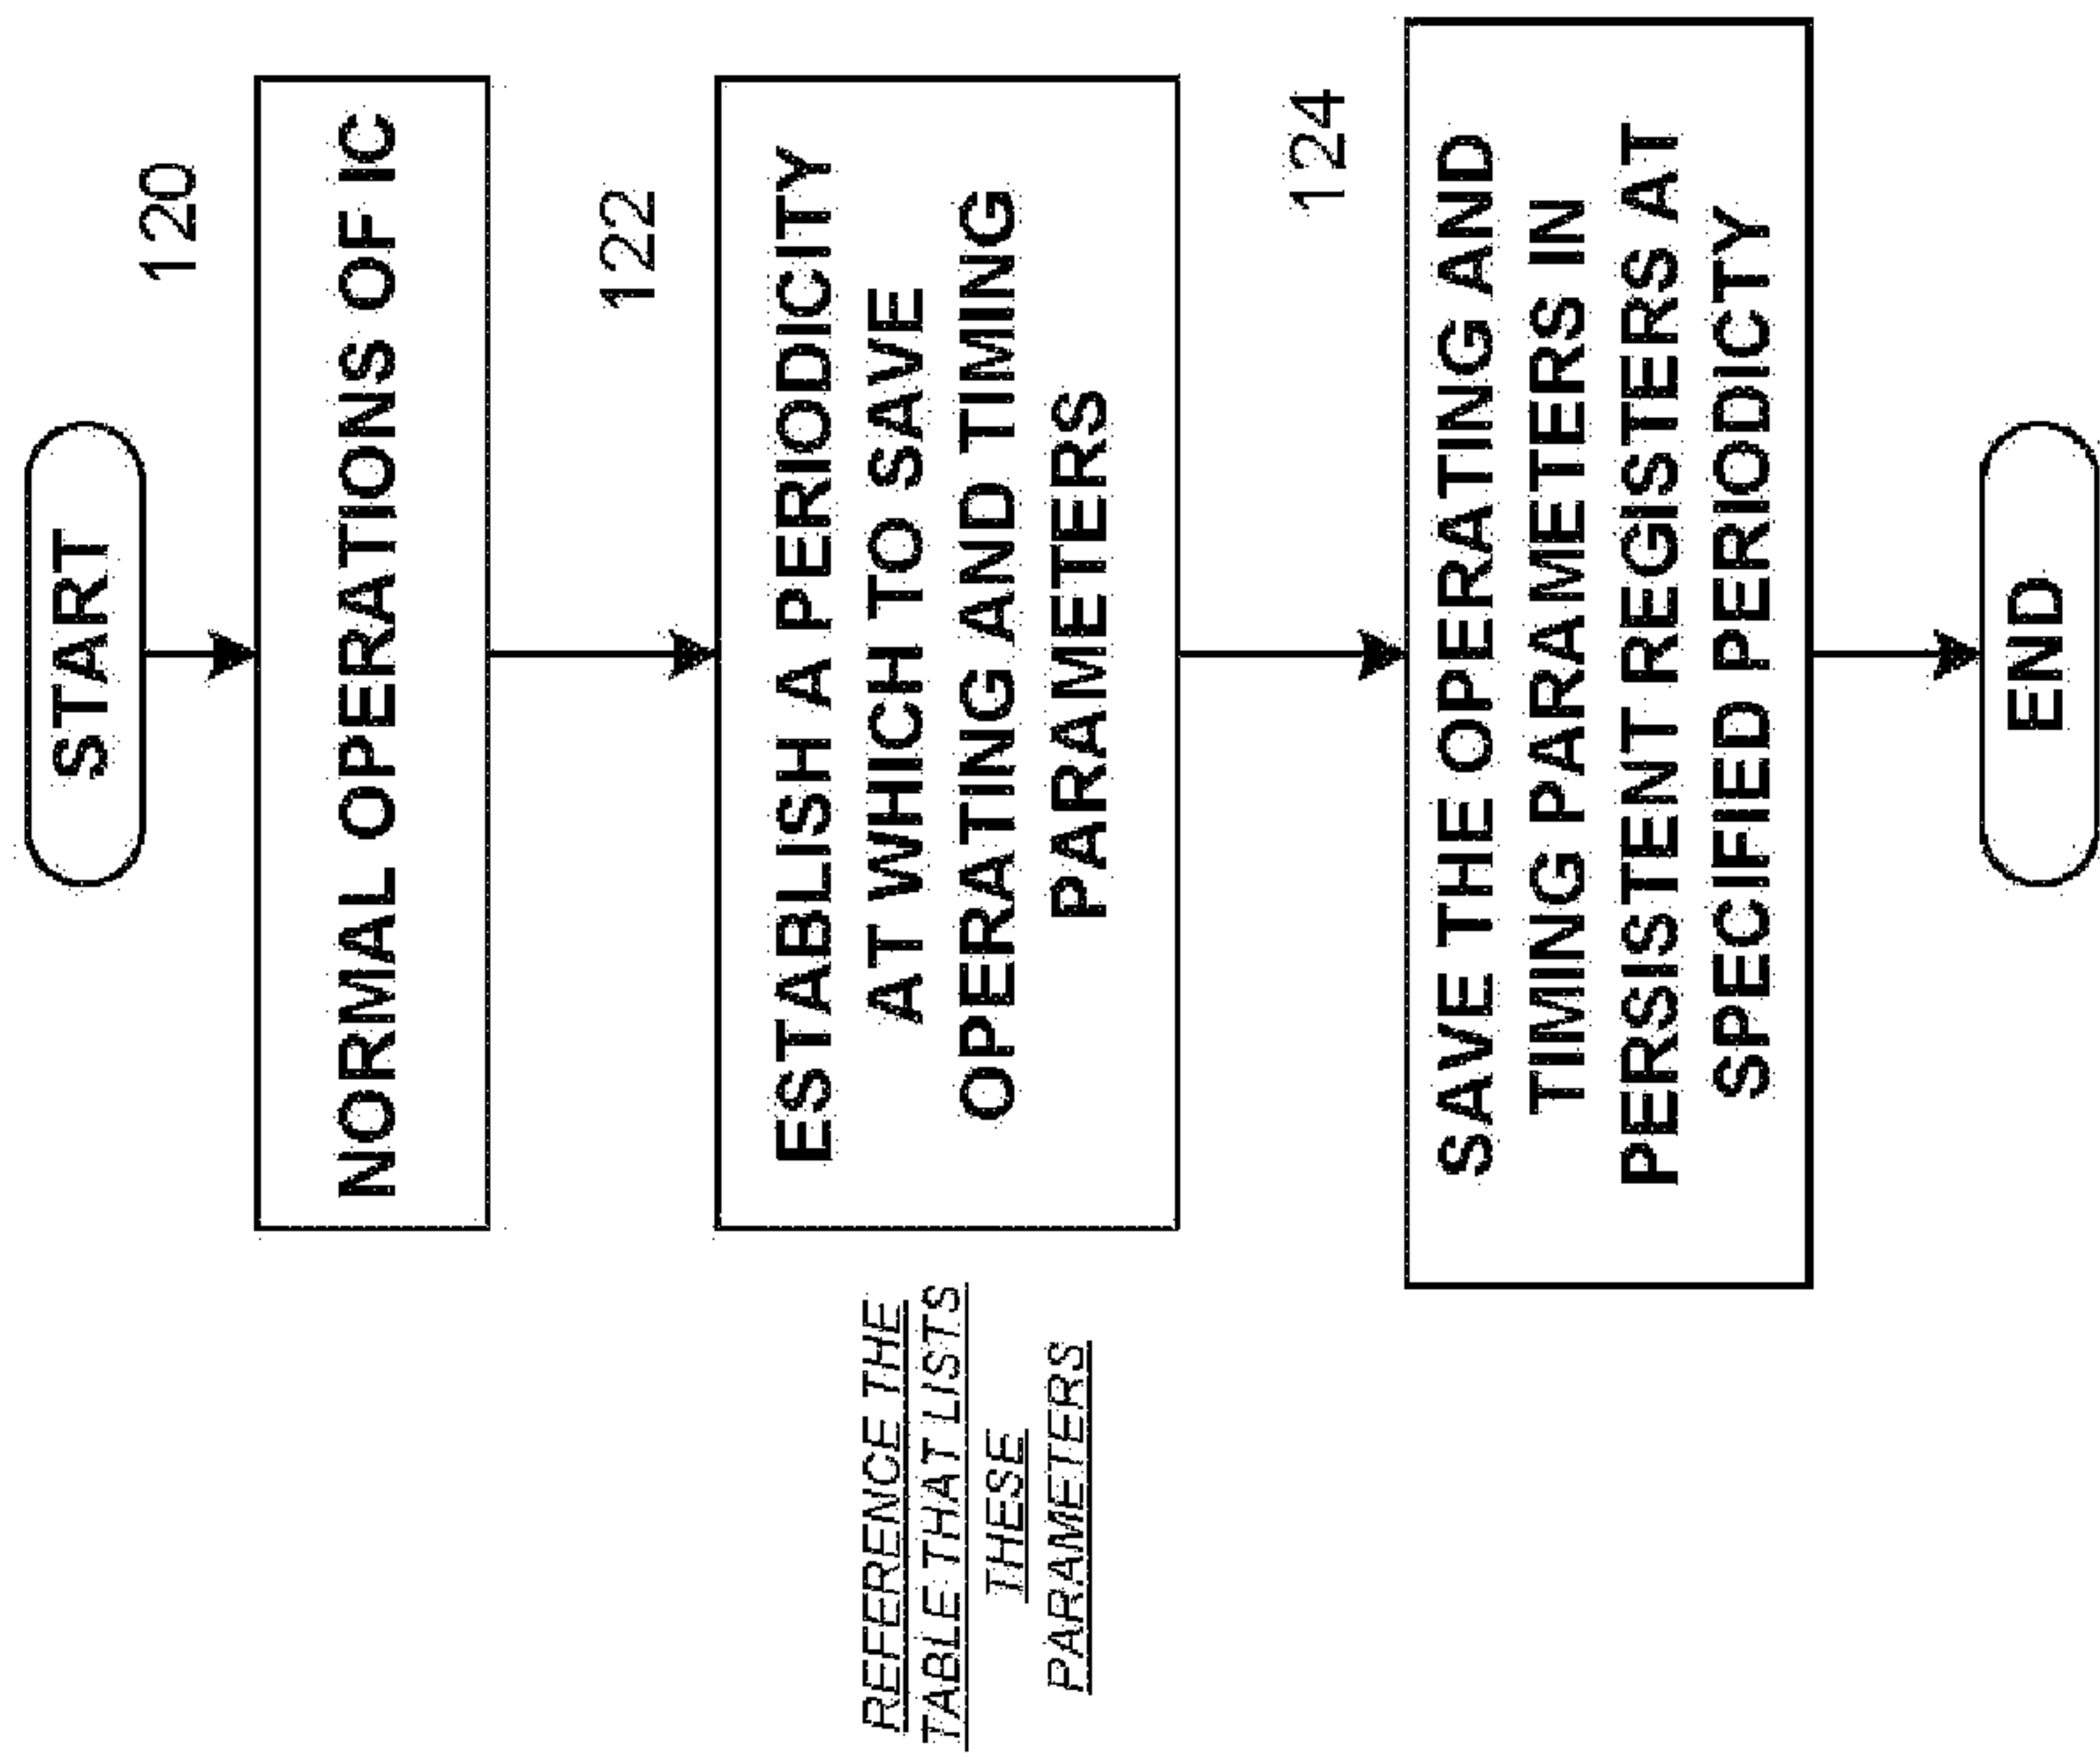 START
120
NORMAL OPERATIONS OF IC
122
ESTABLISH A PERIODICITY
AT WHICH TO SAVE
OPERATING AND TIMING
PARAMETERS
REFERENCE THE
TABLE THAT LISTS
THESE
PARAMETERS
124
SAVE THE OPERATING AND
TIMING PARAMETERS IN
PERSISTENT REGISTERS AT
SPECIFIED PERIODICTY
END